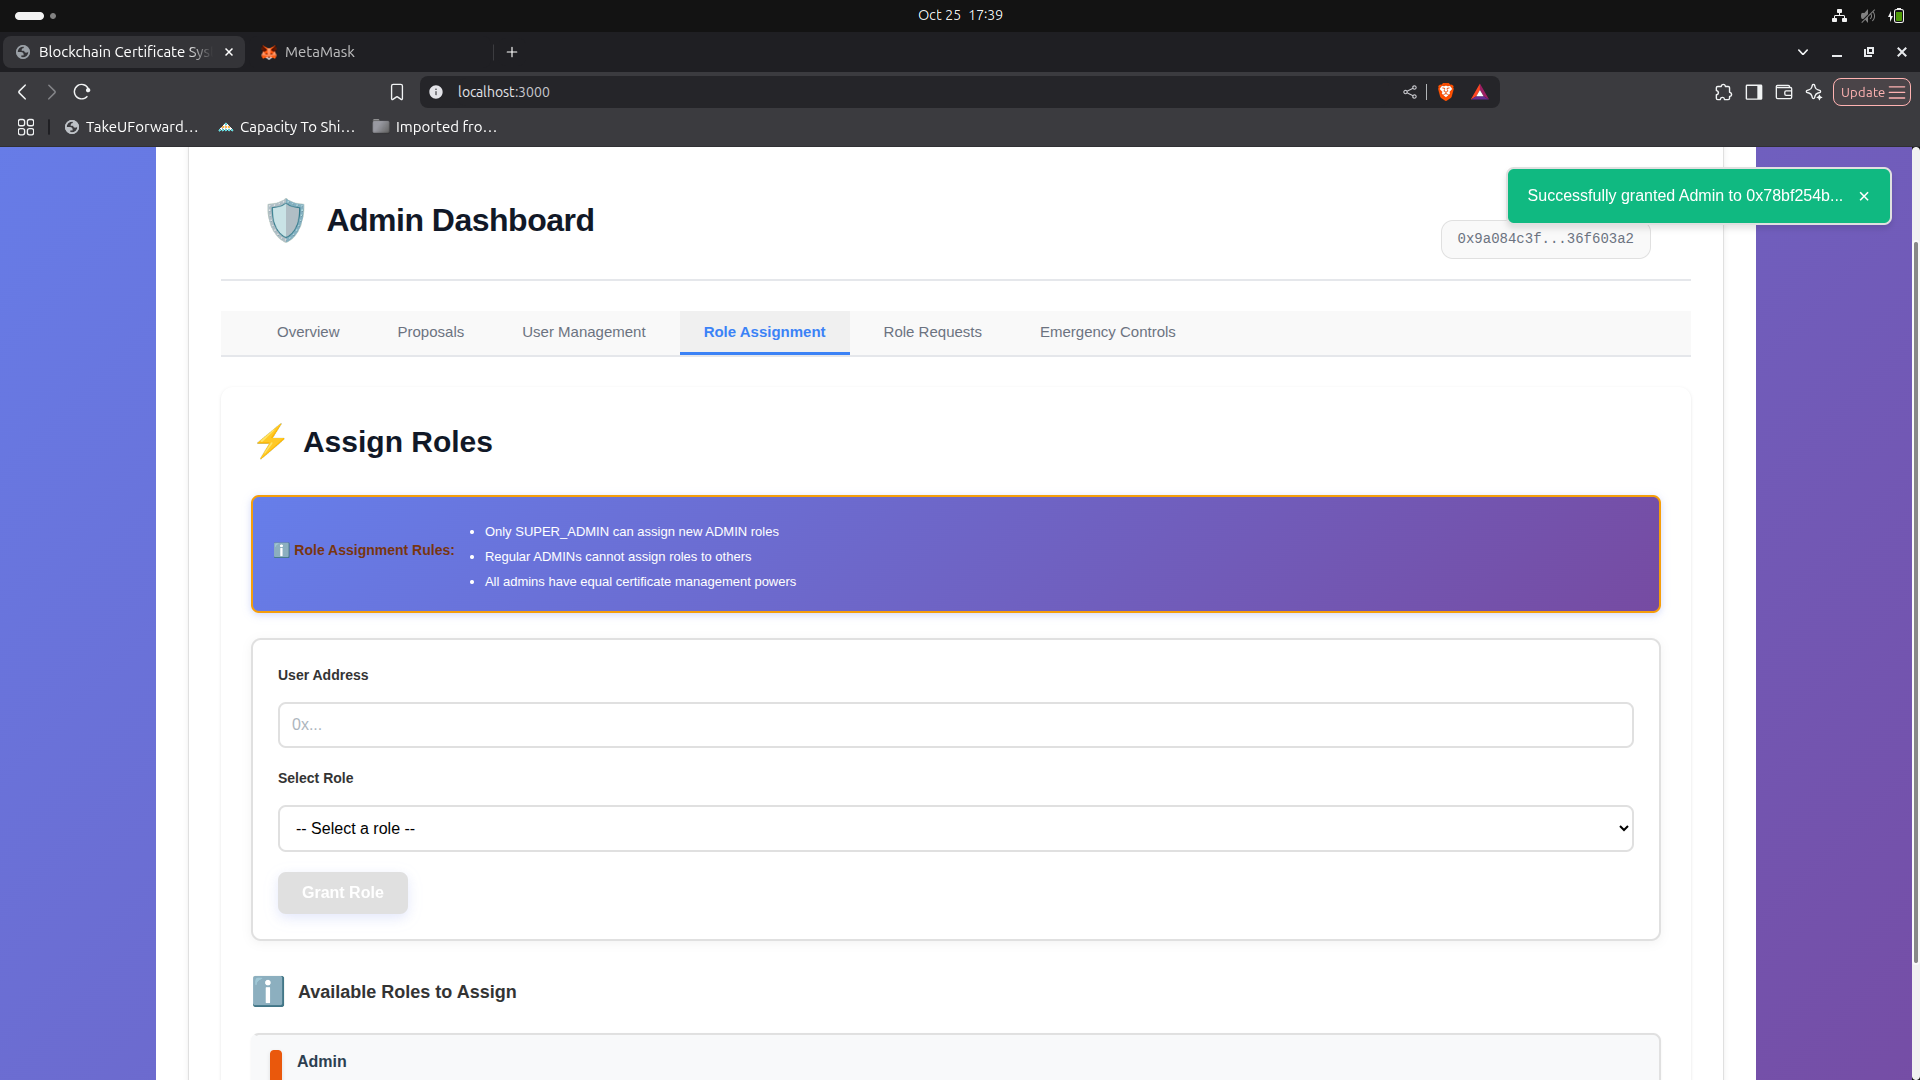 Oct 25 17:39
Blockchain Certificate Sys
MetaMask
localhost:3000
Update
TakeUForward...
Capacity To Shi...
Imported fro...
Successfully granted Admin to 0x78bf254b...
Admin Dashboard
0x9a084c3f...36f603a2
Overview
Proposals
User Management
Role Assignment
Role Requests
Emergency Controls
Assign Roles
Role Assignment Rules:
• Only SUPER_ADMIN can assign new ADMIN roles
• Regular ADMINs cannot assign roles to others
• All admins have equal certificate management powers
User Address
0x...
Select Role
-- Select a role --
Grant Role
Available Roles to Assign
Admin